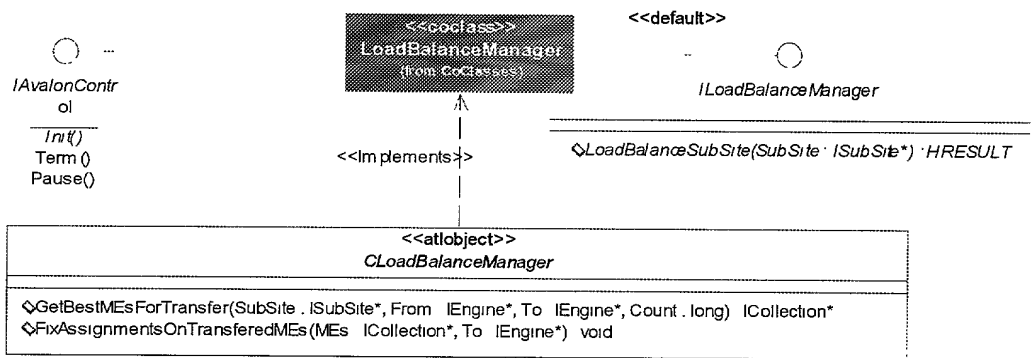 <<default>>
<<coclass>>
LoadBalanceManager
(from CoClasses)
IAvalonContr
ol
Init()
Term ()
Pause()
ILoadBalanceManager
LoadBalanceSubSite(SubSite : ISubSite*) : HRESULT
<<Implements>>
<<atlobject>>
CLoadBalanceManager
GetBestMEsForTransfer(SubSite . ISubSite*, From IEngine*, To IEngine*, Count . long) ICollection*
FixAssignmentsOnTransferedMEs(MEs ICollection*, To IEngine*) void